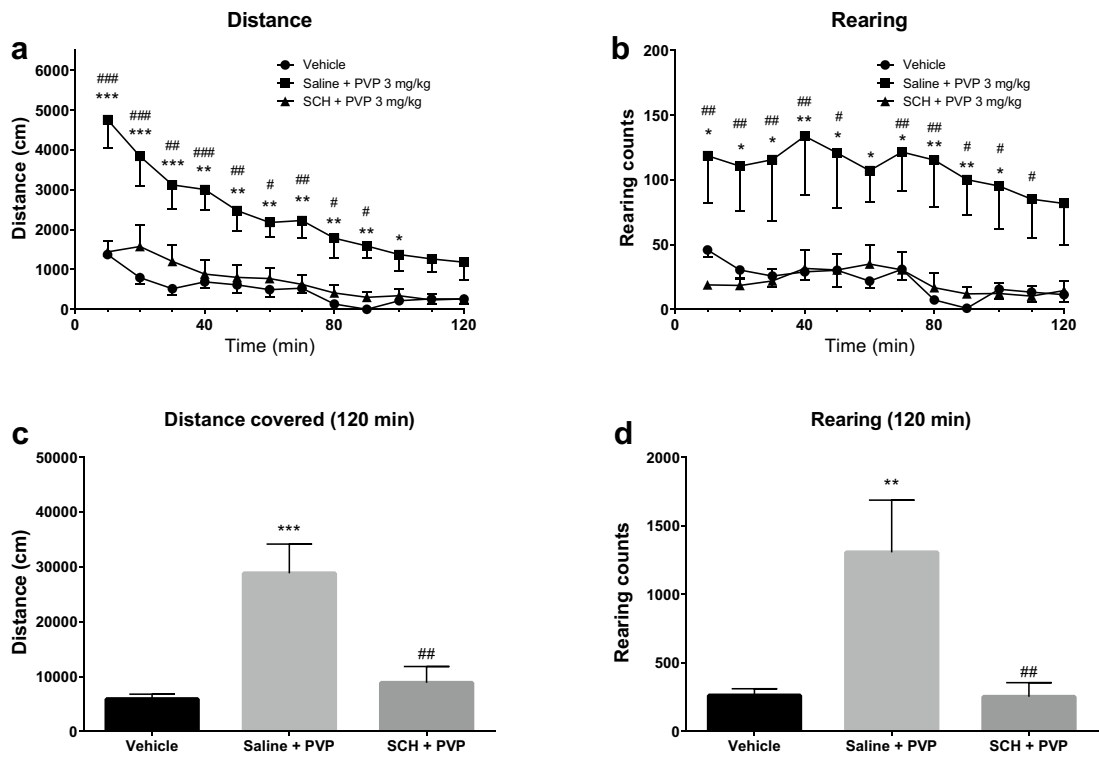 a
Distance
Vehicle
Saline + PVP 3 mg/kg
SCH + PVP 3 mg/kg
Distance (cm)
6000
5000
4000
3000
2000
1000
0
###
***
###
***
##
***
###
**
##
**
#
**
##
**
#
**
#
**
*
0
40
80
120
Time (min)
b
Rearing
Vehicle
Saline + PVP 3 mg/kg
SCH + PVP 3 mg/kg
Rearing counts
200
150
100
50
0
##
*
##
*
##
*
##
**
#
*
*
##
*
##
**
#
**
#
*
#
0
40
80
120
Time (min)
c
Distance covered (120 min)
Distance (cm)
50000
40000
30000
20000
10000
0
***
##
Vehicle
Saline + PVP
SCH + PVP
d
Rearing (120 min)
Rearing counts
2000
1500
1000
500
0
**
##
Vehicle
Saline + PVP
SCH + PVP